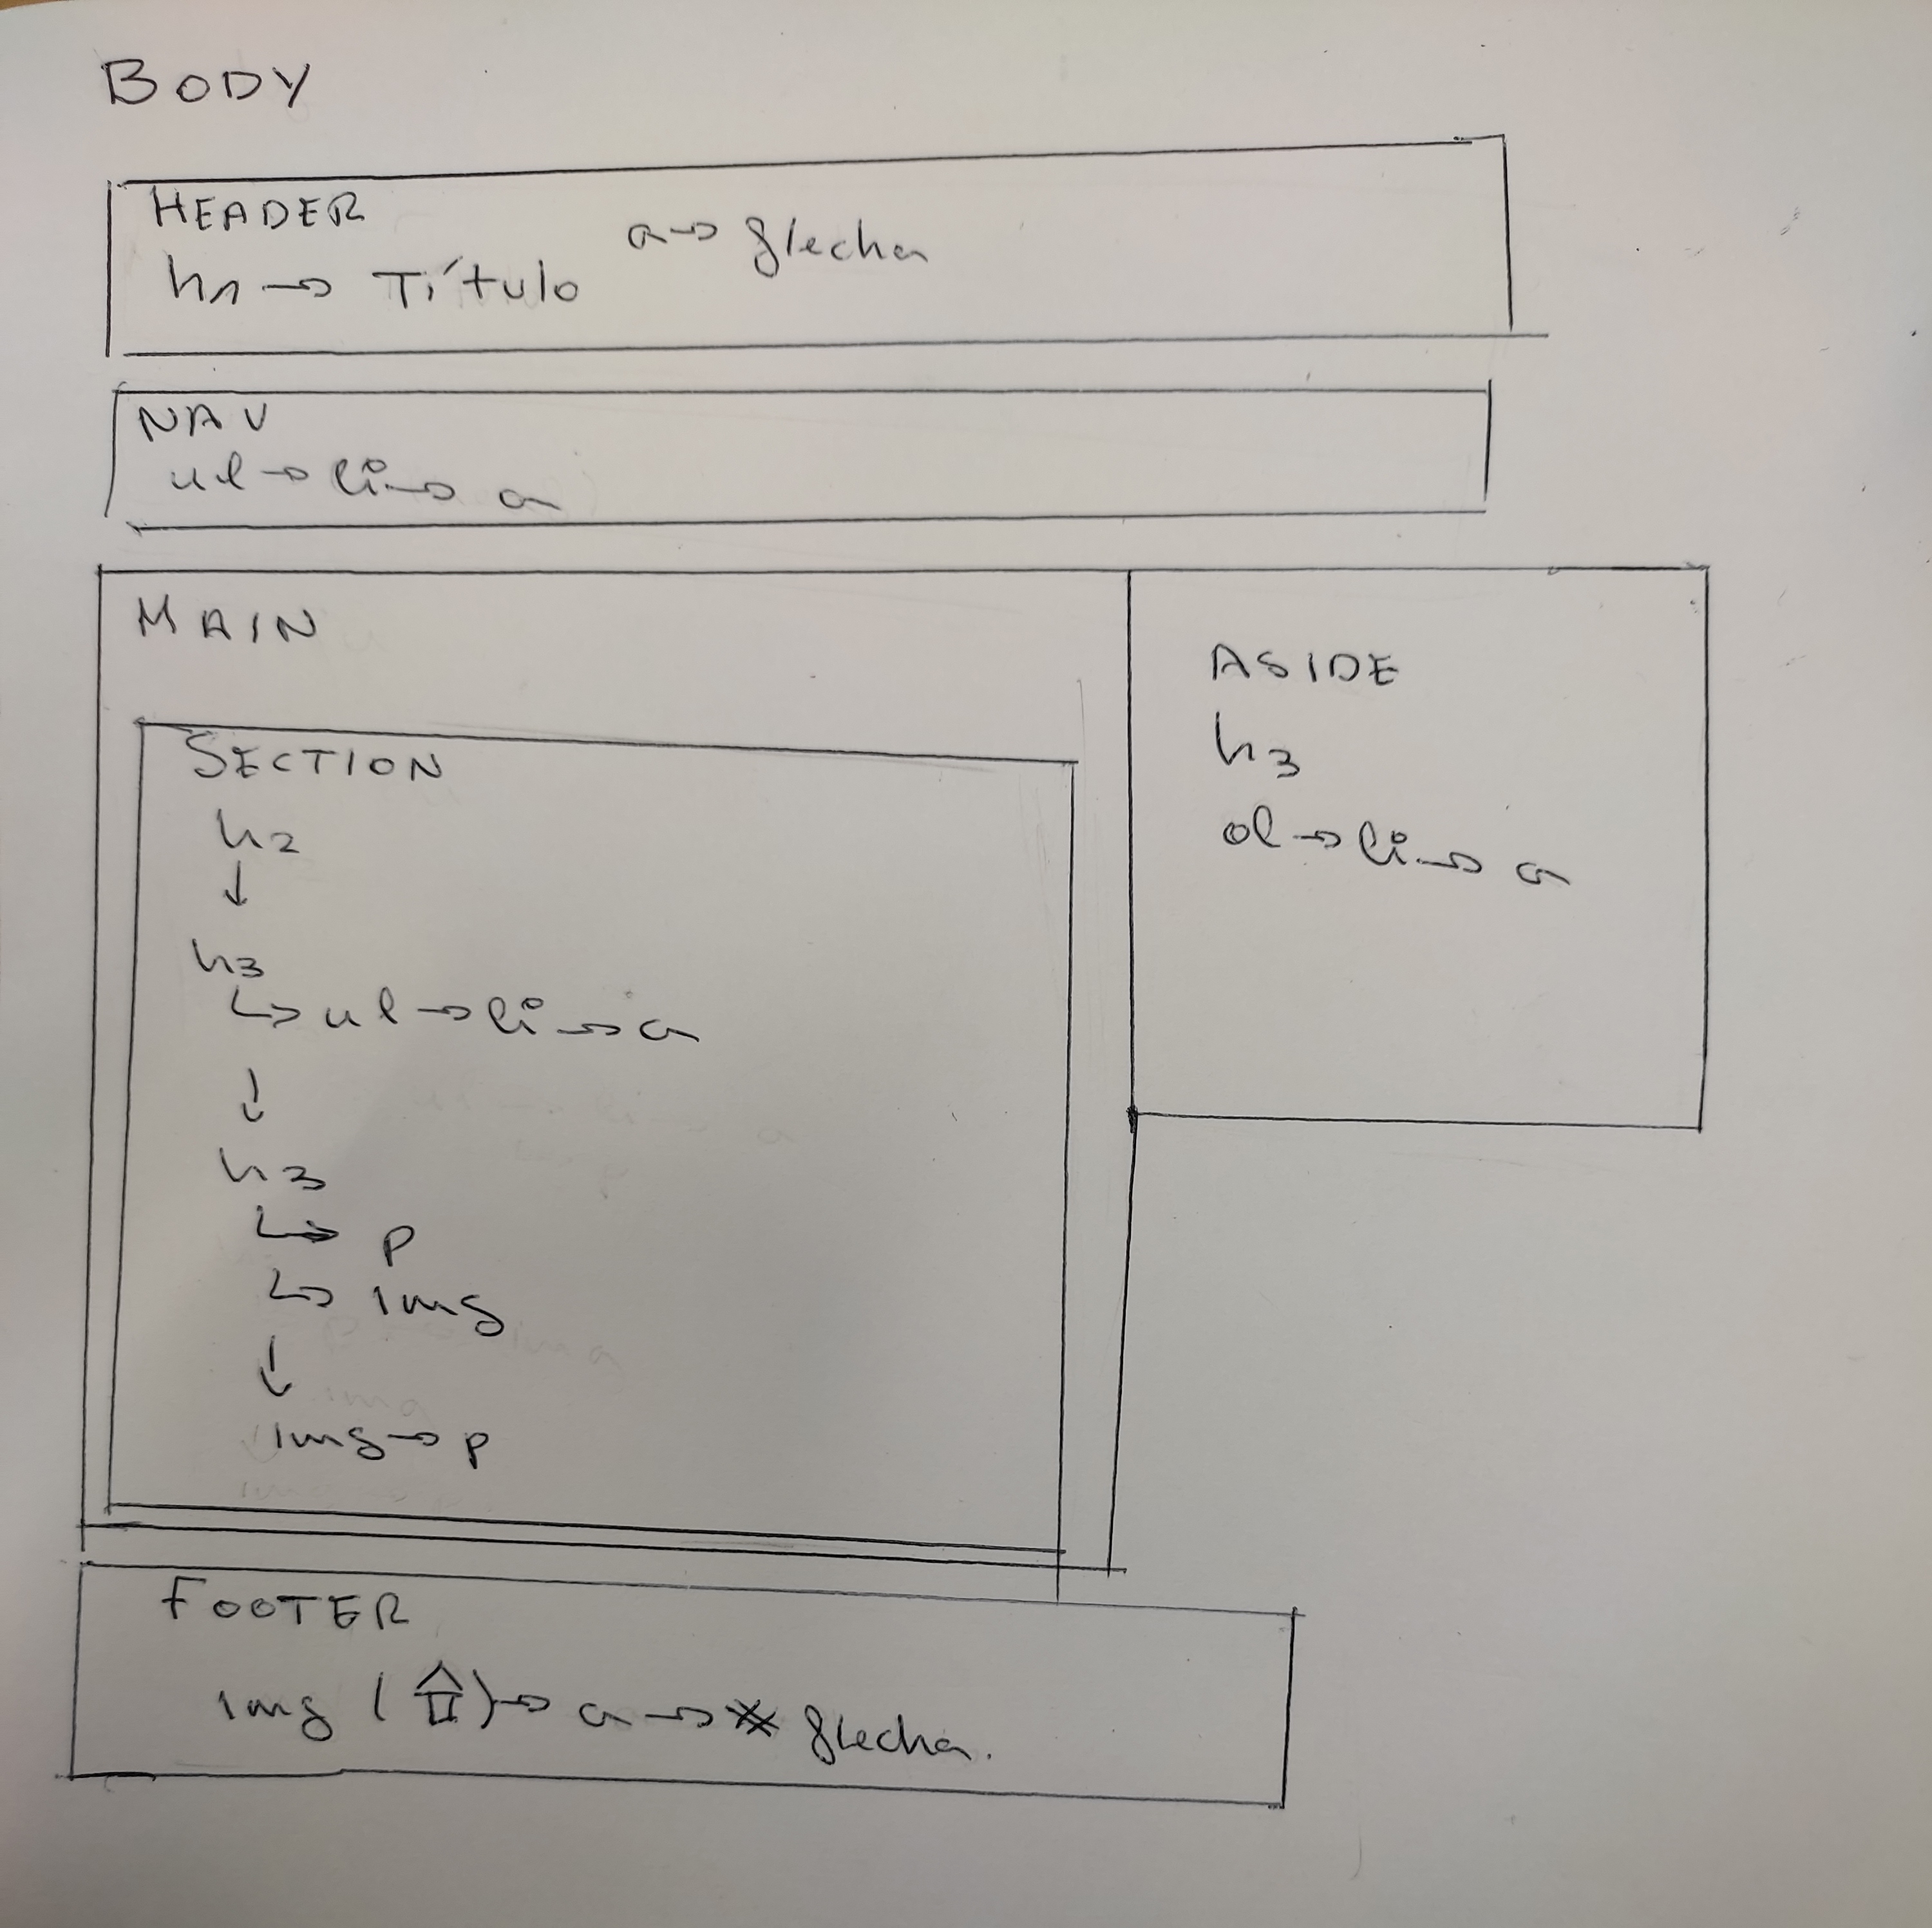 BODY
HEADER
h1 → Título a → flecha
NAV
ul → li → a
MAIN
SECTION
h2
↓
h3
↳ ul → li → a
↓
h3
↳ p
↳ img
↓
img → p
ASIDE
h3
ol → li → a
FOOTER
img ( ) → a → flecha.